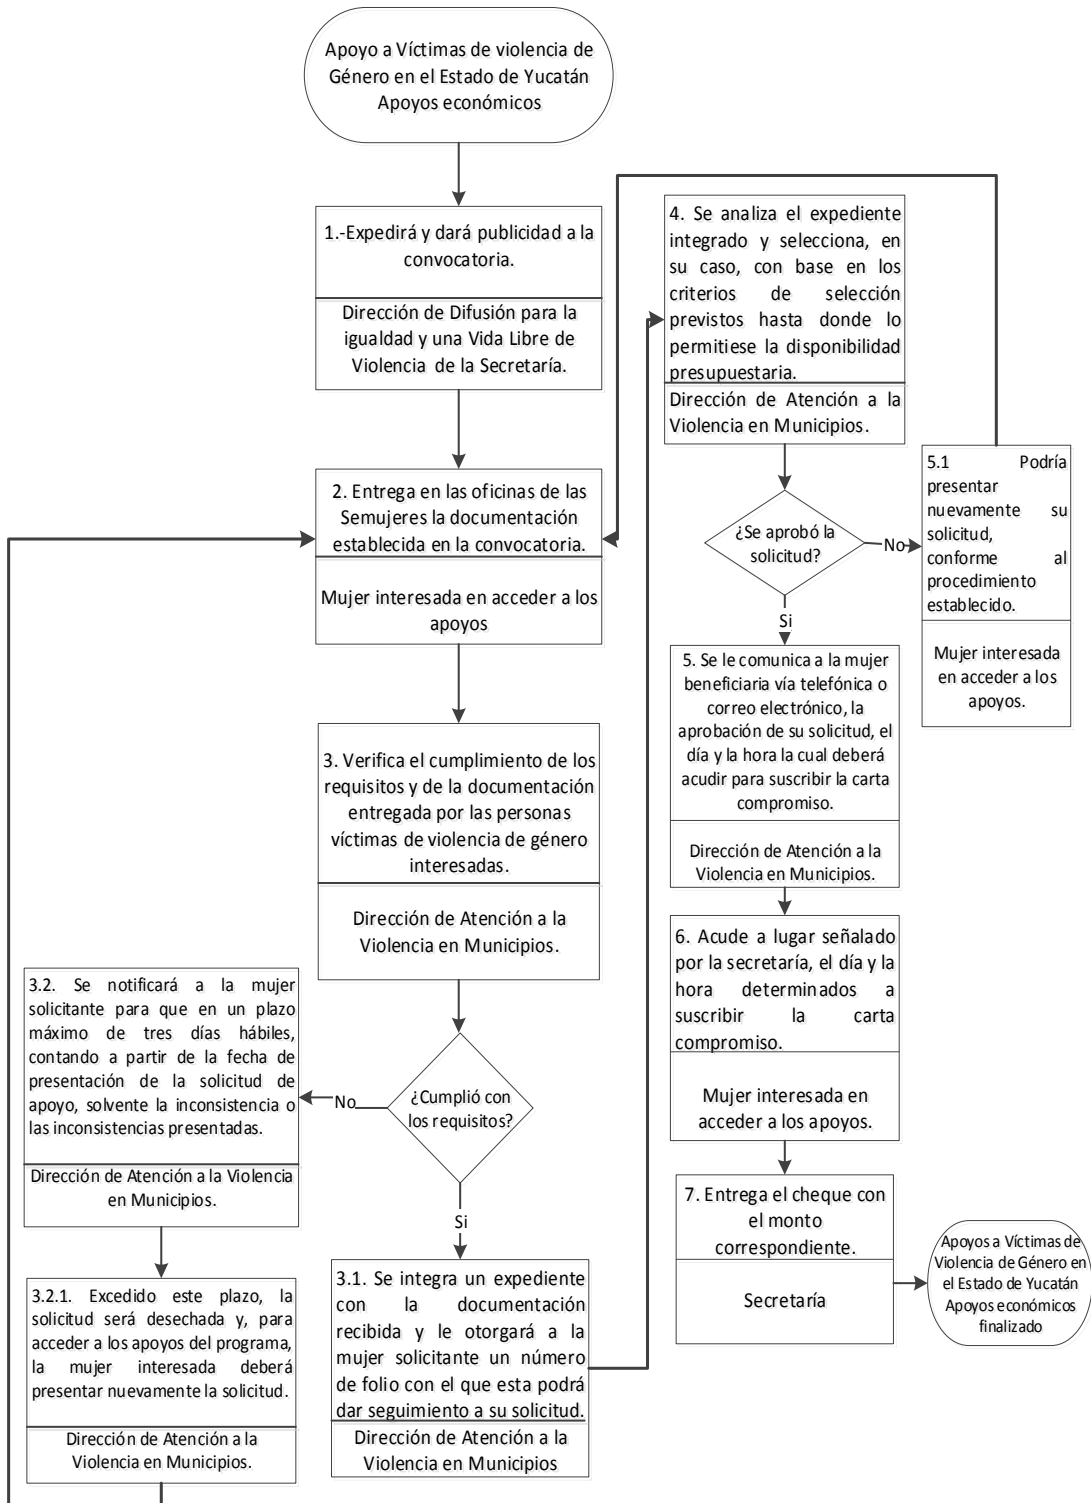 Apoyo a Víctimas de violencia de
Género en el Estado de Yucatán
Apoyos económicos
1.-Expedirá y dará publicidad a la
convocatoria.
Dirección de Difusión para la
igualdad y una Vida Libre de
Violencia de la Secretaría.
2. Entrega en las oficinas de las
Semujeres la documentación
establecida en la convocatoria.
Mujer interesada en acceder a los
apoyos
3. Verifica el cumplimiento de los
requisitos y de la documentación
entregada por las personas
víctimas de violencia de género
interesadas.
Dirección de Atención a la
Violencia en Municipios.
¿Cumplió con
los requisitos?
No
3.2. Se notificará a la mujer
solicitante para que en un plazo
máximo de tres días hábiles,
contando a partir de la fecha de
presentación de la solicitud de
apoyo, solvente la inconsistencia o
las inconsistencias presentadas.
Dirección de Atención a la Violencia
en Municipios.
3.2.1. Excedido este plazo, la
solicitud será desechada y, para
acceder a los apoyos del programa,
la mujer interesada deberá
presentar nuevamente la solicitud.
Dirección de Atención a la
Violencia en Municipios.
Si
3.1. Se integra un expediente
con la documentación
recibida y le otorgará a la
mujer solicitante un número
de folio con el que esta podrá
dar seguimiento a su solicitud.
Dirección de Atención a la
Violencia en Municipios
4. Se analiza el expediente
integrado y selecciona, en
su caso, con base en los
criterios de selección
previstos hasta donde lo
permitiese la disponibilidad
presupuestaria.
Dirección de Atención a la
Violencia en Municipios.
¿Se aprobó la
solicitud?
No
5.1 Podría
presentar
nuevamente su
solicitud,
conforme al
procedimiento
establecido.
Mujer interesada
en acceder a los
apoyos.
Si
5. Se le comunica a la mujer
beneficiaria vía telefónica o
correo electrónico, la
aprobación de su solicitud, el
día y la hora la cual deberá
acudir para suscribir la carta
compromiso.
Dirección de Atención a la
Violencia en Municipios.
6. Acude a lugar señalado
por la secretaría, el día y la
hora determinados a
suscribir la carta
compromiso.
Mujer interesada en
acceder a los apoyos.
7. Entrega el cheque con
el monto
correspondiente.
Secretaría
Apoyos a Víctimas de
Violencia de Género en
el Estado de Yucatán
Apoyos económicos
finalizado